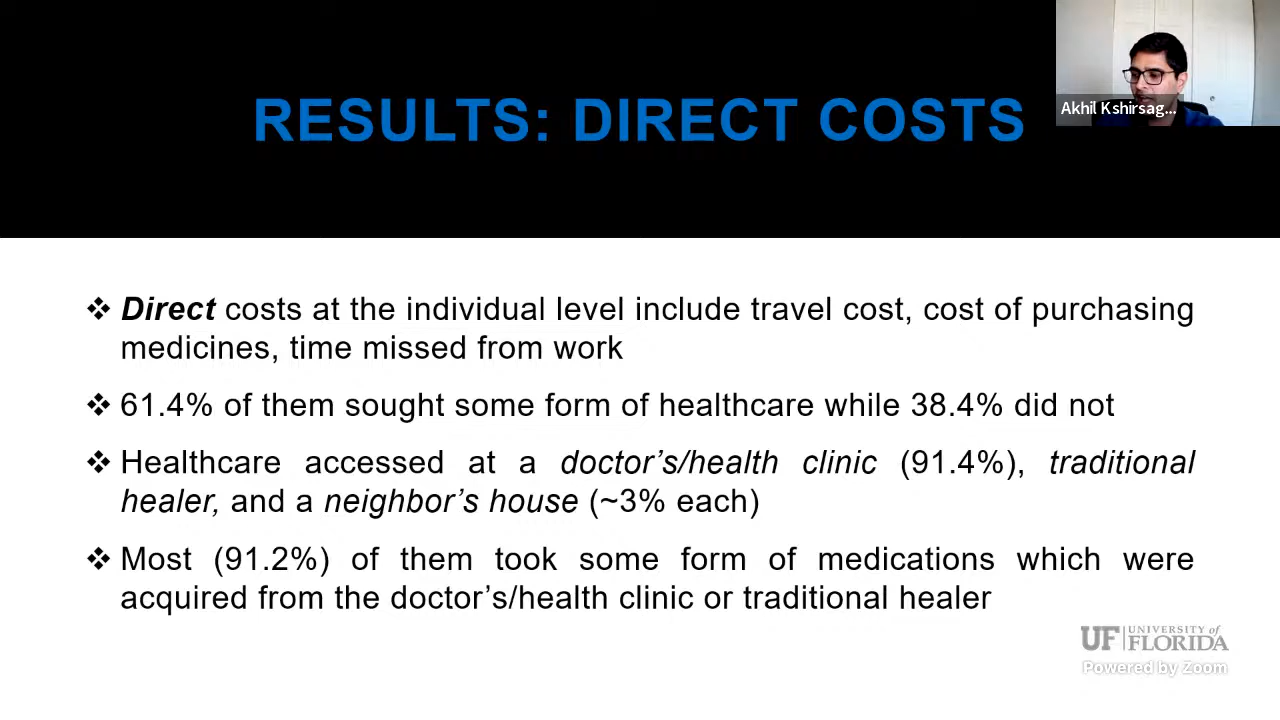 RESULTS: DIRECT COSTS
Akhil Kshirsag...
❖ Direct costs at the individual level include travel cost, cost of purchasing
medicines, time missed from work
❖ 61.4% of them sought some form of healthcare while 38.4% did not
❖ Healthcare accessed at a doctor’s/health clinic (91.4%), traditional
healer, and a neighbor’s house (~3% each)
❖ Most (91.2%) of them took some form of medications which were
acquired from the doctor’s/health clinic or traditional healer
UF UNIVERSITY of
FLORIDA
Powered by Zoom